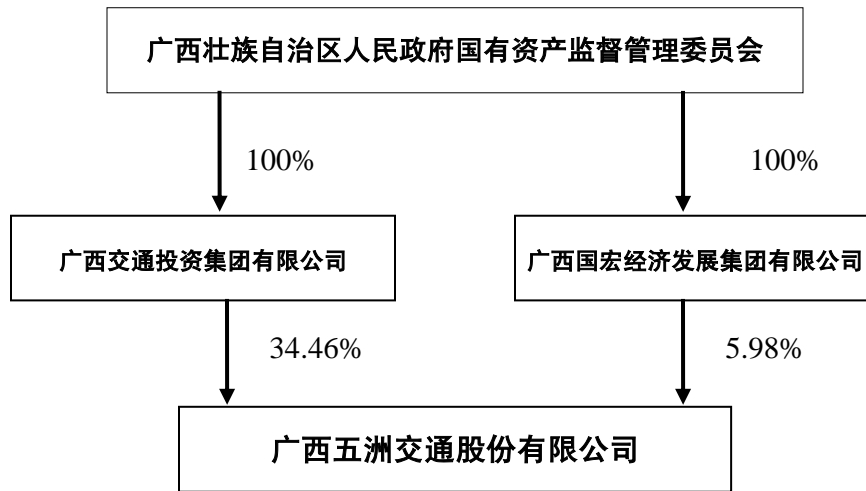 广西壮族自治区人民政府国有资产监督管理委员会
100%
100%
广西交通投资集团有限公司
广西国宏经济发展集团有限公司
34.46%
5.98%
广西五洲交通股份有限公司